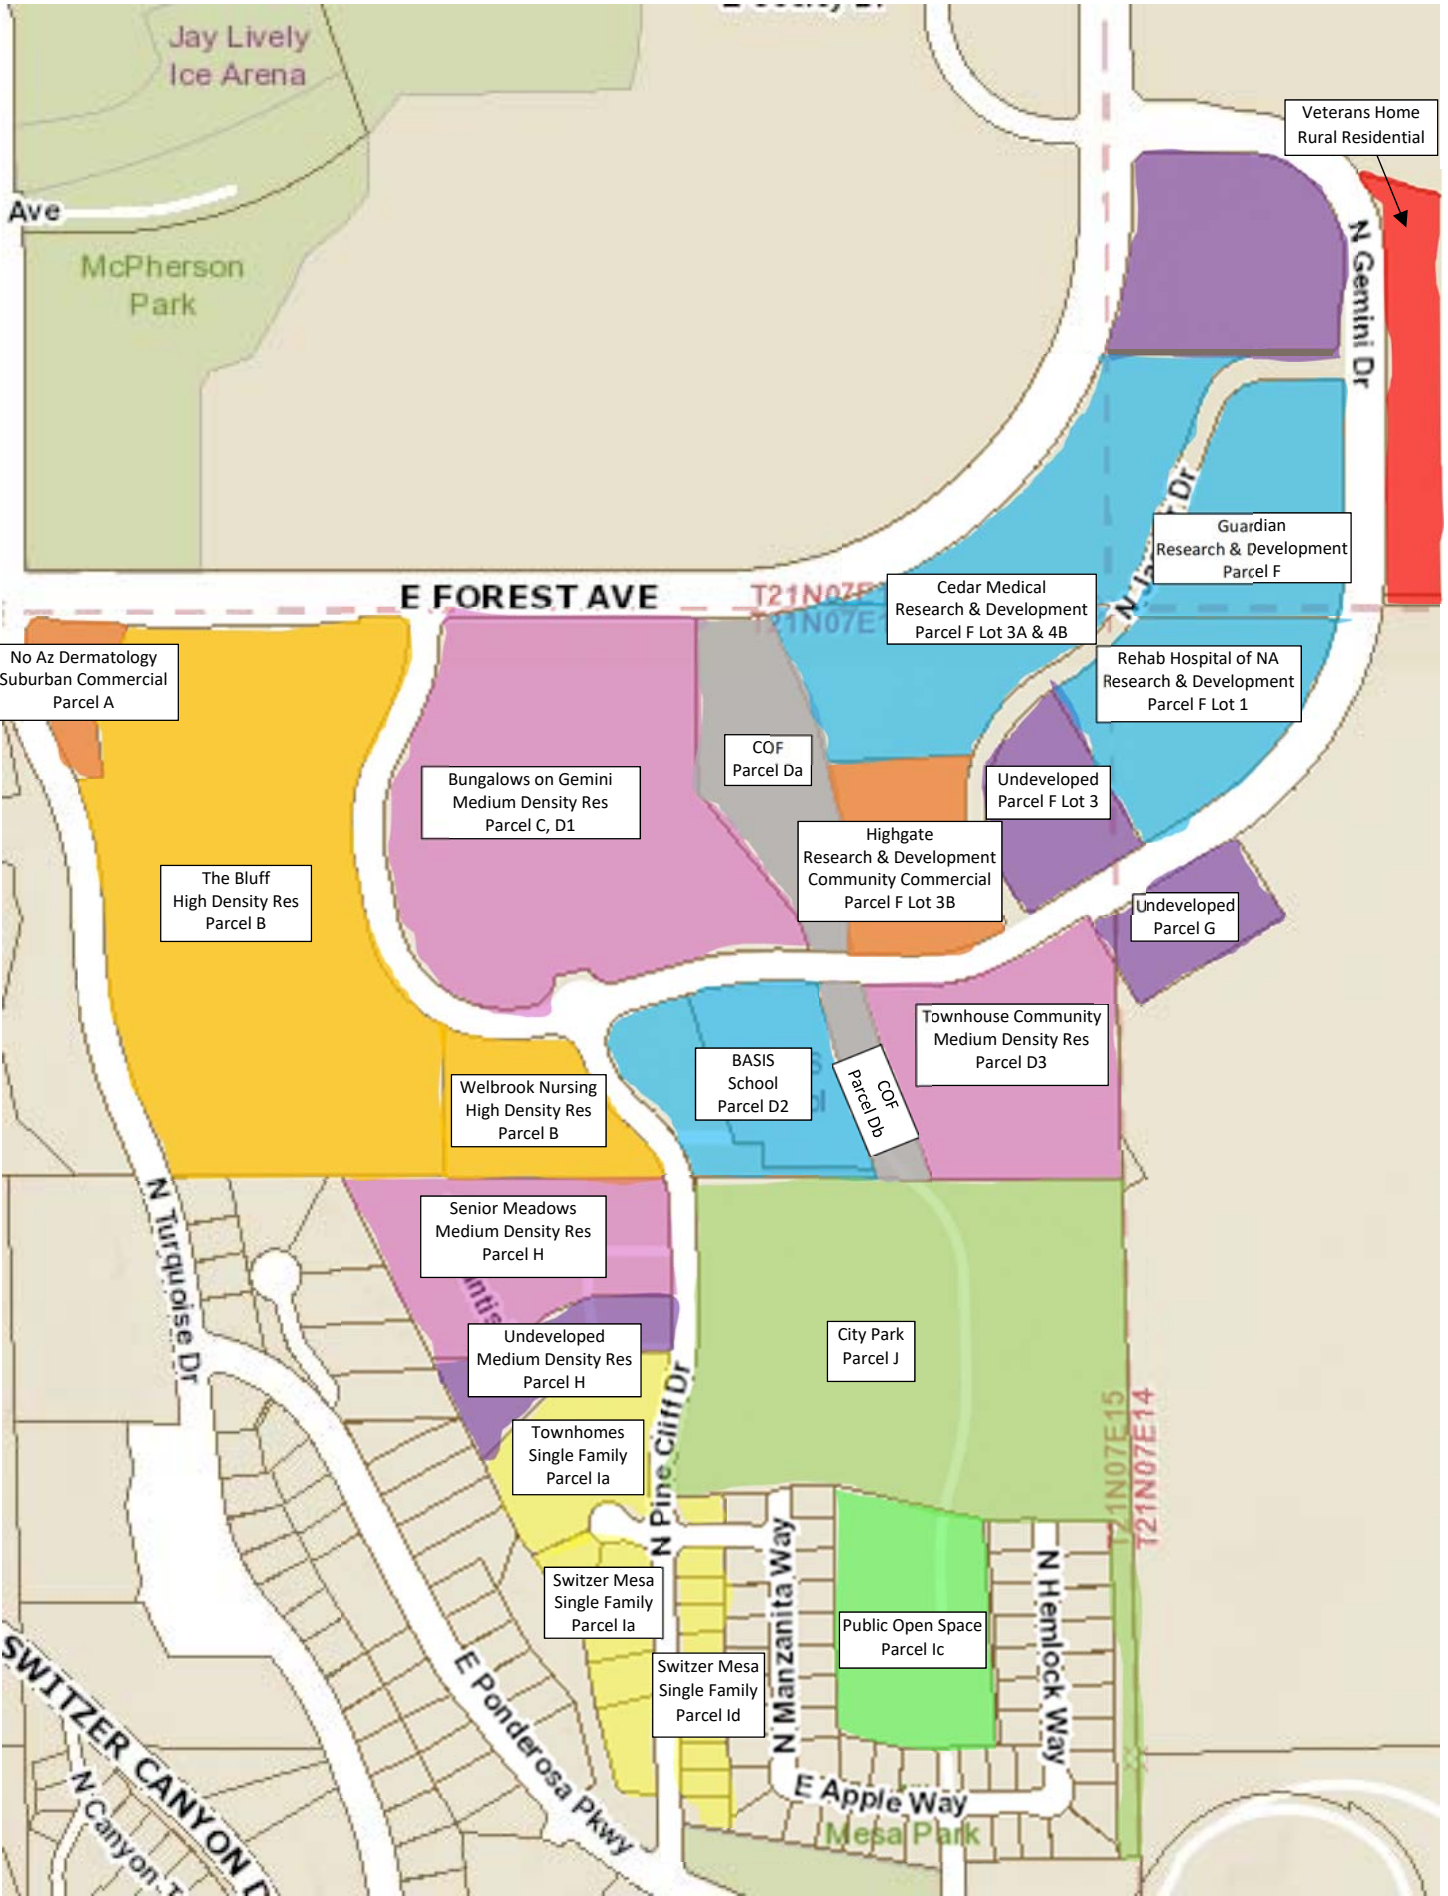 Jay Lively
Ice Arena
Veterans Home
Rural Residential
Ave
McPherson
Park
N Gemini Dr
Guardian
Research & Development
Parcel F
E FOREST AVE
Cedar Medical
Research & Development
Parcel F Lot 3A & 4B
No Az Dermatology
Suburban Commercial
Parcel A
Rehab Hospital of NA
Research & Development
Parcel F Lot 1
COF
Parcel Da
Bungalows on Gemini
Medium Density Res
Parcel C, D1
Undeveloped
Parcel F Lot 3
Highgate
Research & Development
Community Commercial
Parcel F Lot 3B
The Bluff
High Density Res
Parcel B
Undeveloped
Parcel G
Townhouse Community
Medium Density Res
Parcel D3
BASIS
School
Parcel D2
COF
Parcel Db
Welbrook Nursing
High Density Res
Parcel B
N Turquoise Dr
Senior Meadows
Medium Density Res
Parcel H
Undeveloped
Medium Density Res
Parcel H
City Park
Parcel J
N Pine Cliff Dr
T21N07E15
T21N07E14
Townhomes
Single Family
Parcel Ia
Switzer Mesa
Single Family
Parcel Ia
N Manzanita Way
Public Open Space
Parcel Ic
N Hemlock Way
Switzer Mesa
Single Family
Parcel Id
E Ponderosa Pkwy
SWITZER CANYON
N Canyon
E Apple Way
Mesa Park